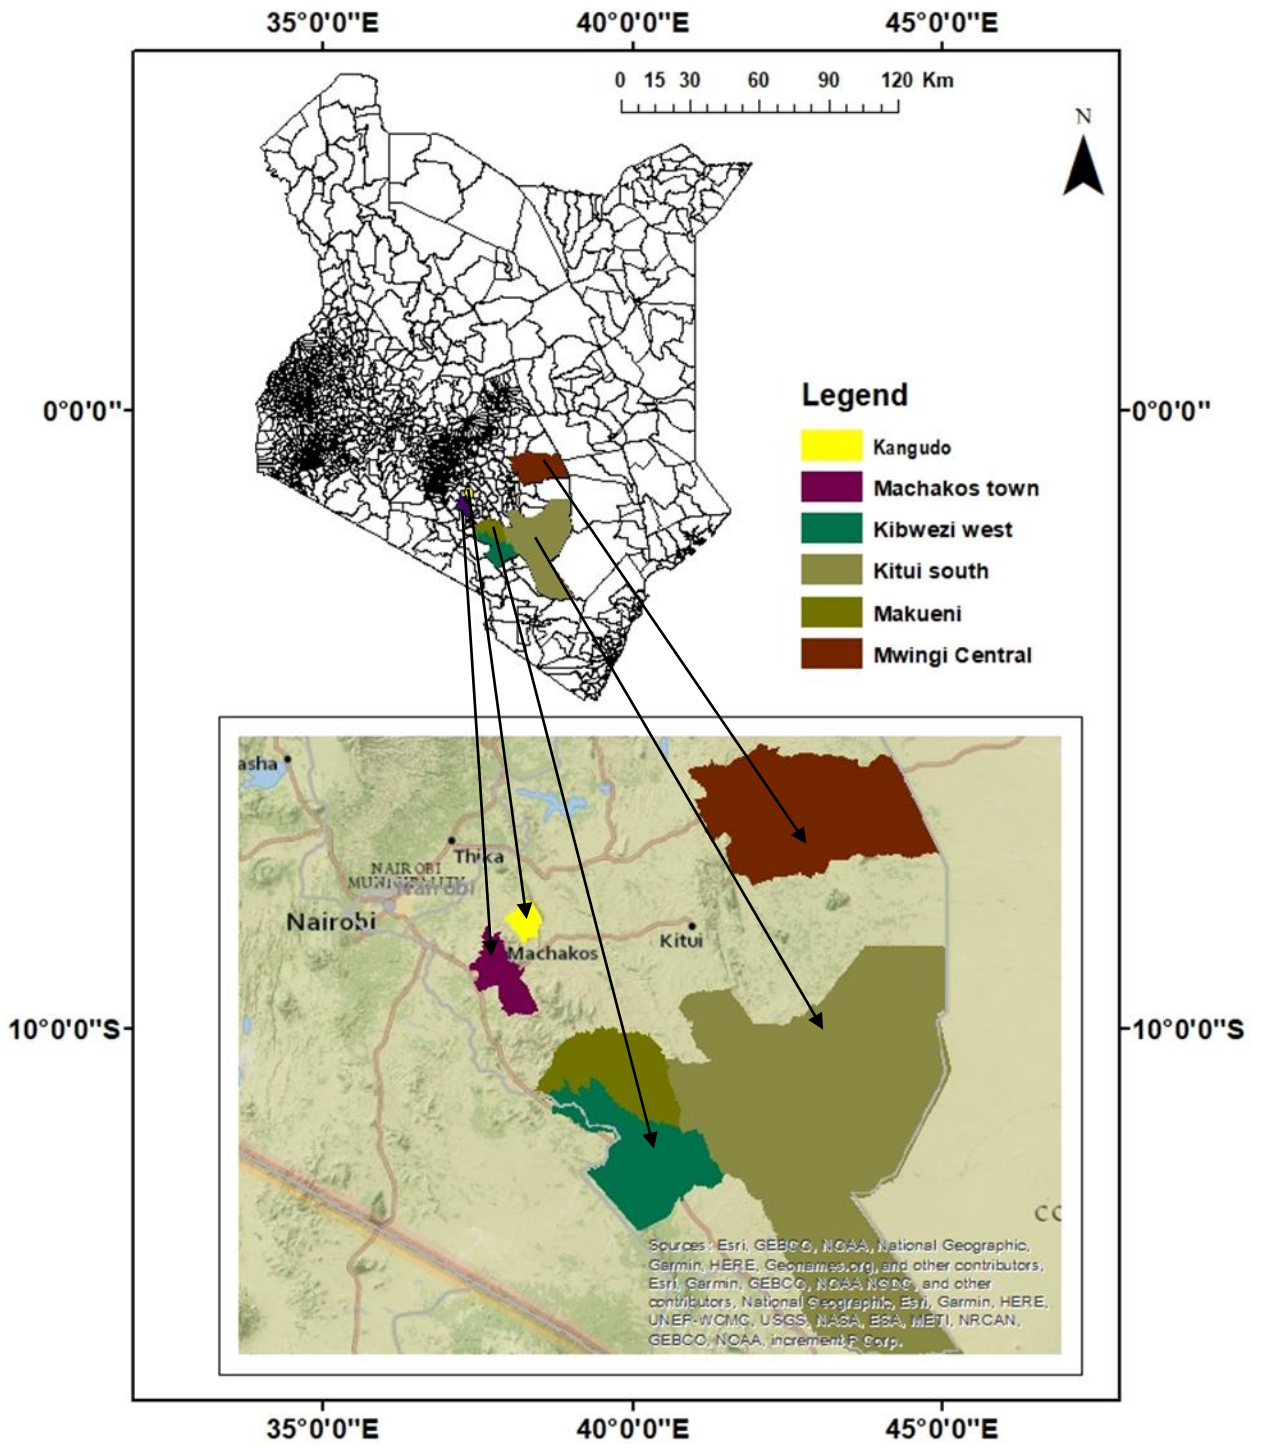 35°0'0"E 40°0'0"E 45°0'0"E
0 15 30 60 90 120 Km
N
0°0'0" 0°0'0"
Legend
Kangudo
Machakos town
Kibwezi west
Kitui south
Makueni
Mwingi Central
asha
Thika
NAIROBI
MUNICIPALITY
Nairobi
Nairobi
Machakos
Kitui
10°0'0"S 10°0'0"S
CC
Sources: Esri, GEBCO, NOAA, National Geographic,
Garmin, HERE, Geonames.org, and other contributors,
Esri, Garmin, GEBCO, NOAA NGDC, and other
contributors, National Geographic, Esri, Garmin, HERE,
UNEP-WCMC, USGS, NASA, ESA, METI, NRCAN,
GEBCO, NOAA, increment P Corp.
35°0'0"E 40°0'0"E 45°0'0"E